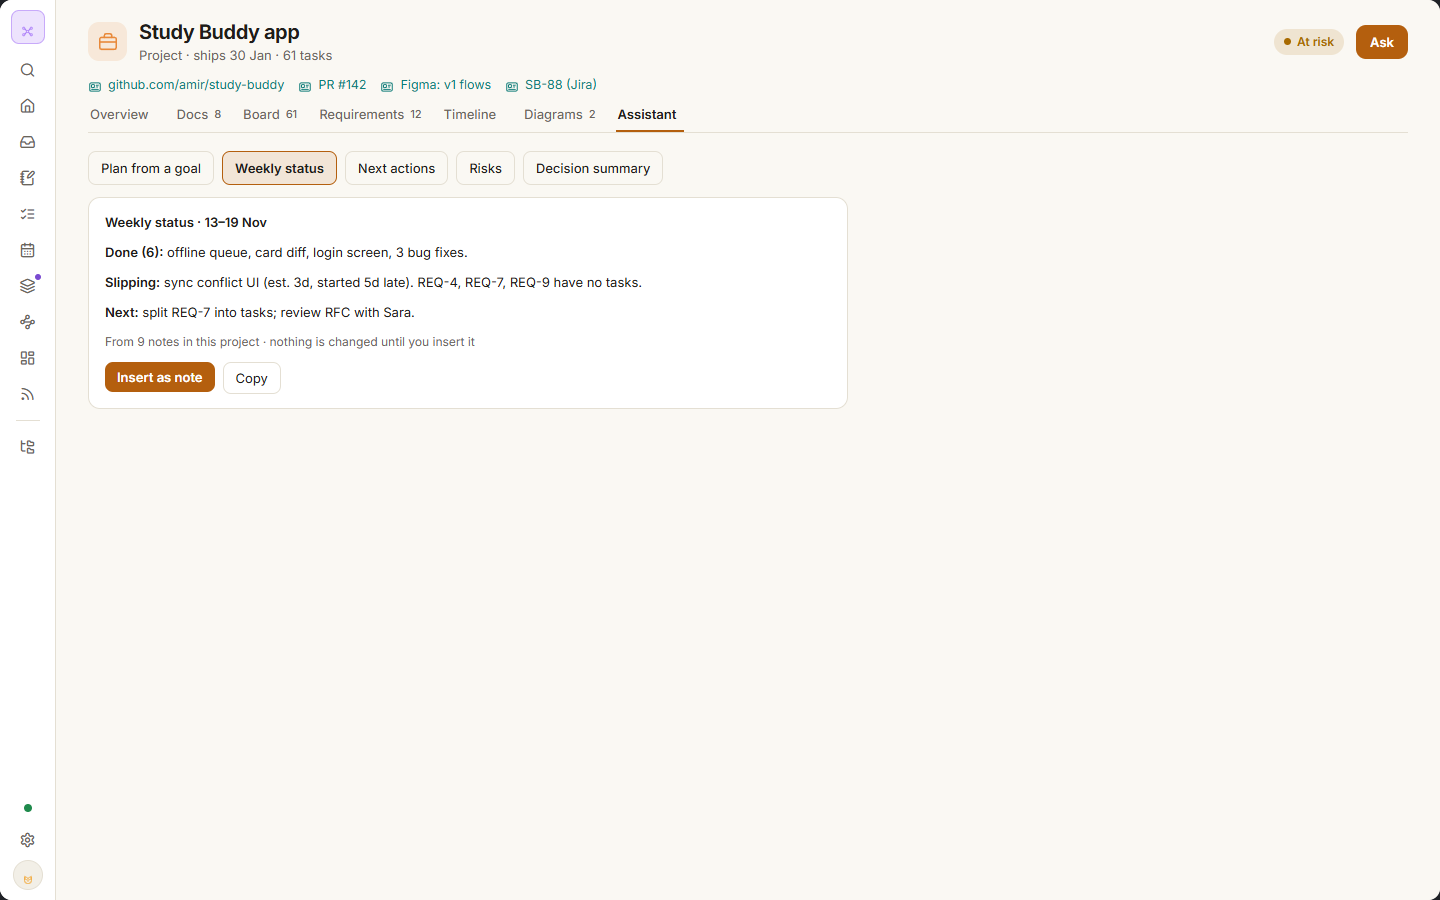 Study Buddy app
Project · ships 30 Jan · 61 tasks
At risk
Ask
github.com/amir/study-buddy PR #142 Figma: v1 flows SB-88 (Jira)
Overview Docs 8 Board 61 Requirements 12 Timeline Diagrams 2 Assistant
Plan from a goal Weekly status Next actions Risks Decision summary
Weekly status · 13–19 Nov
Done (6): offline queue, card diff, login screen, 3 bug fixes.
Slipping: sync conflict UI (est. 3d, started 5d late). REQ-4, REQ-7, REQ-9 have no tasks.
Next: split REQ-7 into tasks; review RFC with Sara.
From 9 notes in this project · nothing is changed until you insert it
Insert as note Copy